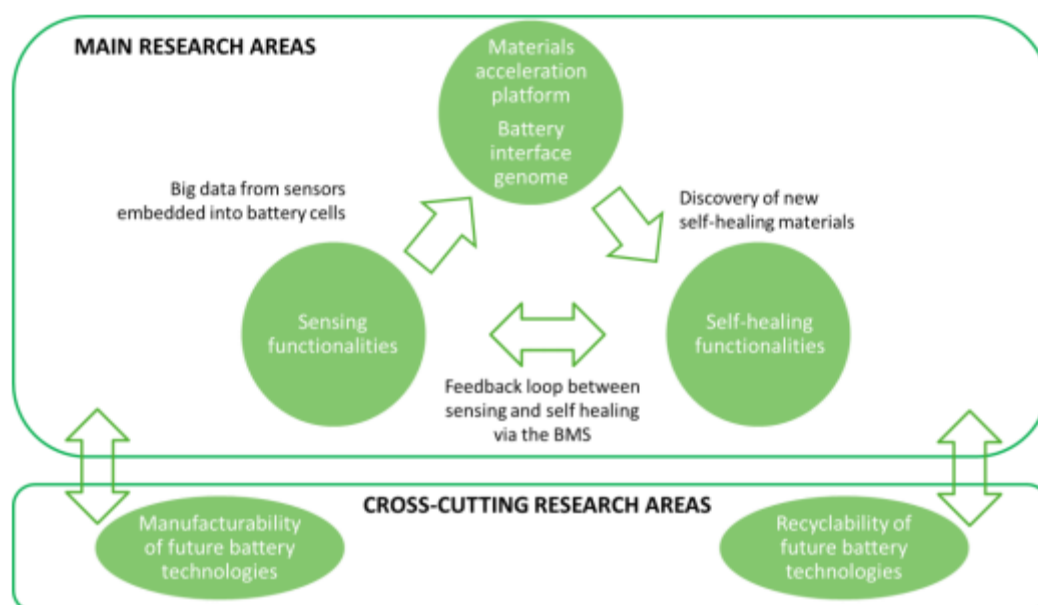 MAIN RESEARCH AREAS
Materials
acceleration
platform
Battery
interface
genome
Big data from sensors
embedded into battery cells
Discovery of new
self-healing materials
Sensing
functionalities
Self-healing
functionalities
Feedback loop between
sensing and self healing
via the BMS
CROSS-CUTTING RESEARCH AREAS
Manufacturability
of future battery
technologies
Recyclability of
future battery
technologies